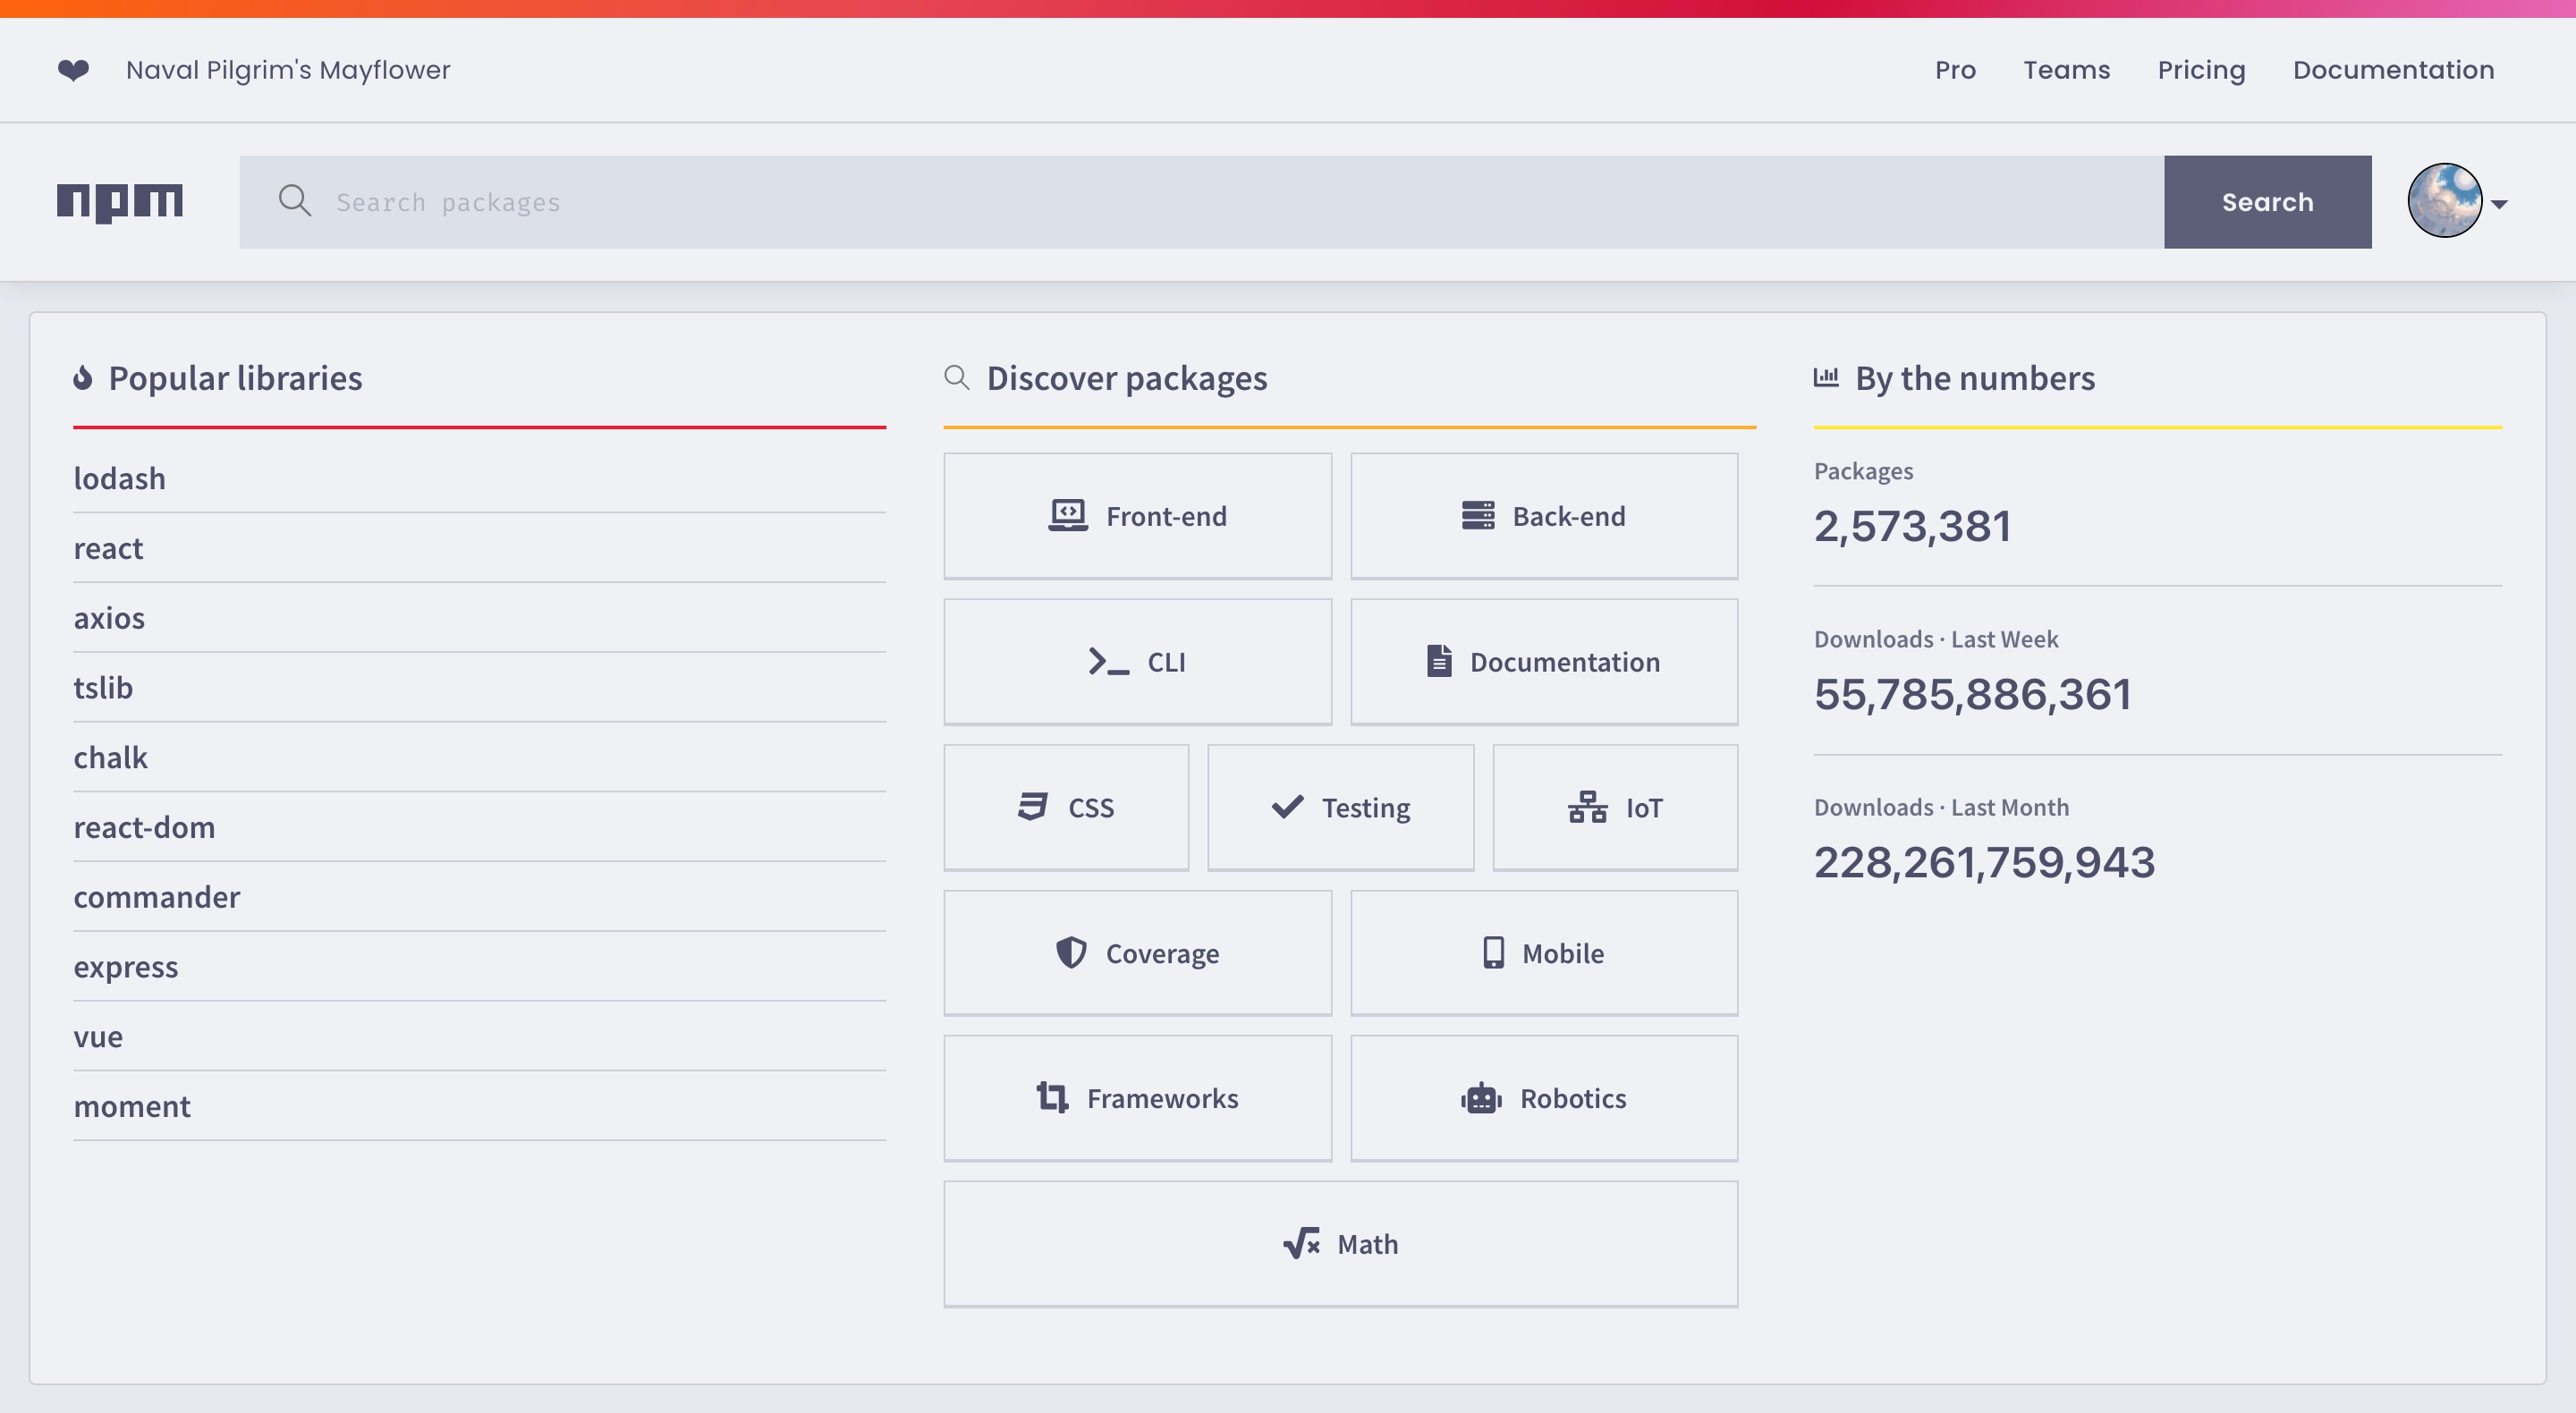 Naval Pilgrim's Mayflower
Pro Teams Pricing Documentation
npm
Search packages
Search
Popular libraries
lodash
react
axios
tslib
chalk
react-dom
commander
express
vue
moment
Discover packages
Front-end
Back-end
CLI
Documentation
CSS
Testing
IoT
Coverage
Mobile
Frameworks
Robotics
Math
By the numbers
Packages
2,573,381
Downloads · Last Week
55,785,886,361
Downloads · Last Month
228,261,759,943